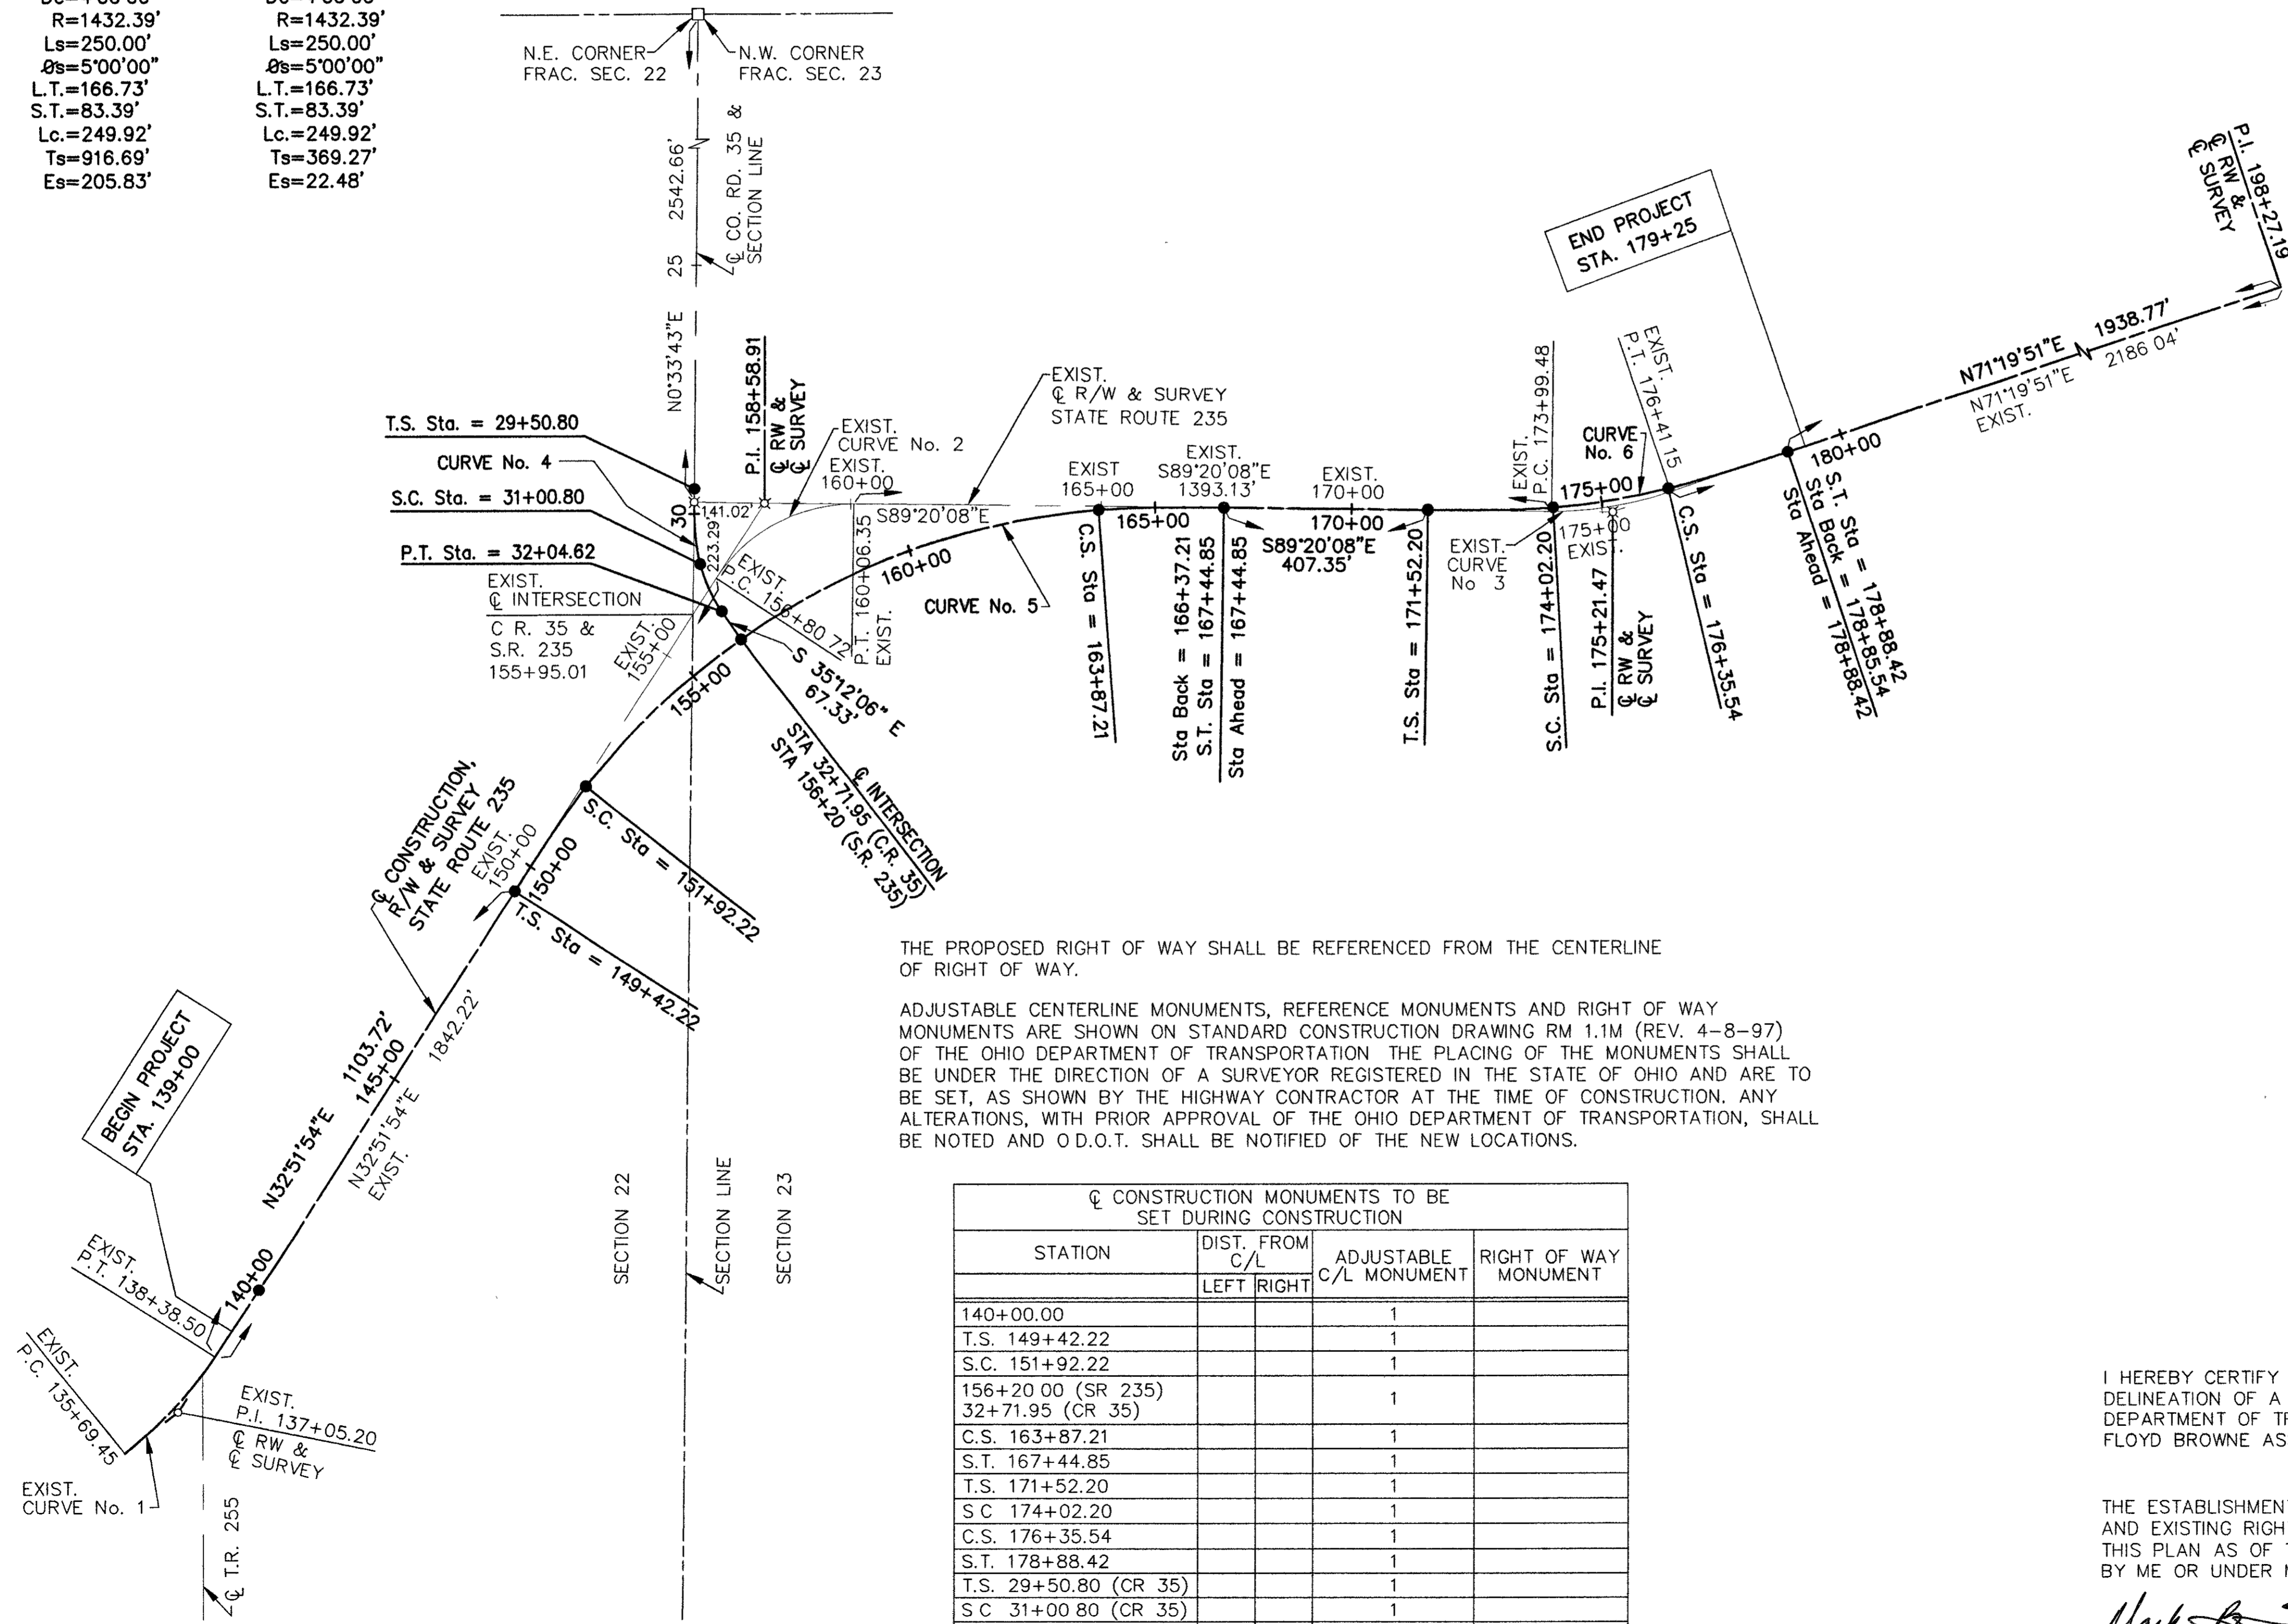 R=1432.39'
Ls=250.00'
Øs=5°00'00"
L.T.=166.73'
S.T.=83.39'
Lc.=249.92'
Ts=916.69'
Es=205.83'
R=1432.39'
Ls=250.00'
Øs=5°00'00"
L.T.=166.73'
S.T.=83.39'
Lc.=249.92'
Ts=369.27'
Es=22.48'
N.E. CORNER
FRAC. SEC. 22
N.W. CORNER
FRAC. SEC. 23
2542.66'
25
℄ CO. RD. 35 &
SECTION LINE
N0°33'43"E
P.I. 158+58.91
℄ RW &
℄ SURVEY
T.S. Sta. = 29+50.80
CURVE No. 4
S.C. Sta. = 31+00.80
P.T. Sta. = 32+04.62
30
141.02'
223.29'
EXIST.
CURVE No. 2
EXIST.
160+00
EXIST.
℄ R/W & SURVEY
STATE ROUTE 235
S89°20'08"E
EXIST.
℄ INTERSECTION
C R. 35 &
S.R. 235
155+95.01
EXIST.
155+00
EXIST.
P.C. 156+80 72
P.T. 160+06.35
EXIST.
155+00
S 35°12'06" E
67.33'
160+00
CURVE No. 5
EXIST
165+00
165+00
C.S. Sta = 163+87.21
EXIST.
S89°20'08"E
1393.13'
Sta Back = 166+37.21
S.T. Sta = 167+44.85
Sta Ahead = 167+44.85
EXIST.
170+00
170+00
S89°20'08"E
407.35'
T.S. Sta = 171+52.20
EXIST.
P.C. 173+99.48
EXIST.
CURVE
No 3
S.C. Sta = 174+02.20
175+00
175+00
EXIST.
CURVE
No. 6
P.I. 175+21.47
℄ RW &
℄ SURVEY
EXIST.
P.T. 176+41 15
C.S. Sta = 176+35.54
END PROJECT
STA. 179+25
180+00
S.T. Sta = 178+88.42
Sta Back = 178+85.54
Sta Ahead = 178+88.42
N71°19'51"E
1938.77'
N71°19'51"E
EXIST.
2186 04'
P.I. 198+27.19
℄ RW &
℄ SURVEY
℄ INTERSECTION
STA 32+71.95 (C.R. 35)
STA 156+20 (S.R. 235)
℄ CONSTRUCTION,
R/W & SURVEY
STATE ROUTE 235
EXIST.
150+00
150+00
S.C. Sta = 151+92.22
T.S. Sta = 149+42.22
BEGIN PROJECT
STA. 139+00
N32°51'54"E
1103.72'
145+00
N32°51'54"E
EXIST.
1842.22'
140+00
EXIST.
P.T. 138+38.50
EXIST.
P.C. 135+69.45
EXIST.
P.I. 137+05.20
℄ RW &
℄ SURVEY
EXIST.
CURVE No. 1
℄ T.R. 255
SECTION 22
SECTION LINE
SECTION 23
THE PROPOSED RIGHT OF WAY SHALL BE REFERENCED FROM THE CENTERLINE
OF RIGHT OF WAY.
ADJUSTABLE CENTERLINE MONUMENTS, REFERENCE MONUMENTS AND RIGHT OF WAY
MONUMENTS ARE SHOWN ON STANDARD CONSTRUCTION DRAWING RM 1.1M (REV. 4-8-97)
OF THE OHIO DEPARTMENT OF TRANSPORTATION THE PLACING OF THE MONUMENTS SHALL
BE UNDER THE DIRECTION OF A SURVEYOR REGISTERED IN THE STATE OF OHIO AND ARE TO
BE SET, AS SHOWN BY THE HIGHWAY CONTRACTOR AT THE TIME OF CONSTRUCTION. ANY
ALTERATIONS, WITH PRIOR APPROVAL OF THE OHIO DEPARTMENT OF TRANSPORTATION, SHALL
BE NOTED AND O D.O.T. SHALL BE NOTIFIED OF THE NEW LOCATIONS.
℄ CONSTRUCTION MONUMENTS TO BE
SET DURING CONSTRUCTION
STATION
DIST. FROM
C/L
LEFT RIGHT
ADJUSTABLE
C/L MONUMENT
RIGHT OF WAY
MONUMENT
140+00.00 1
T.S. 149+42.22 1
S.C. 151+92.22 1
156+20 00 (SR 235)
32+71.95 (CR 35) 1
C.S. 163+87.21 1
S.T. 167+44.85 1
T.S. 171+52.20 1
S C 174+02.20 1
C.S. 176+35.54 1
S.T. 178+88.42 1
T.S. 29+50.80 (CR 35) 1
S C 31+00 80 (CR 35) 1
I HEREBY CERTIFY
DELINEATION OF A
DEPARTMENT OF
FLOYD BROWNE
THE
AND EXISTING
THIS PLAN AS OF
BY ME OR UNDER